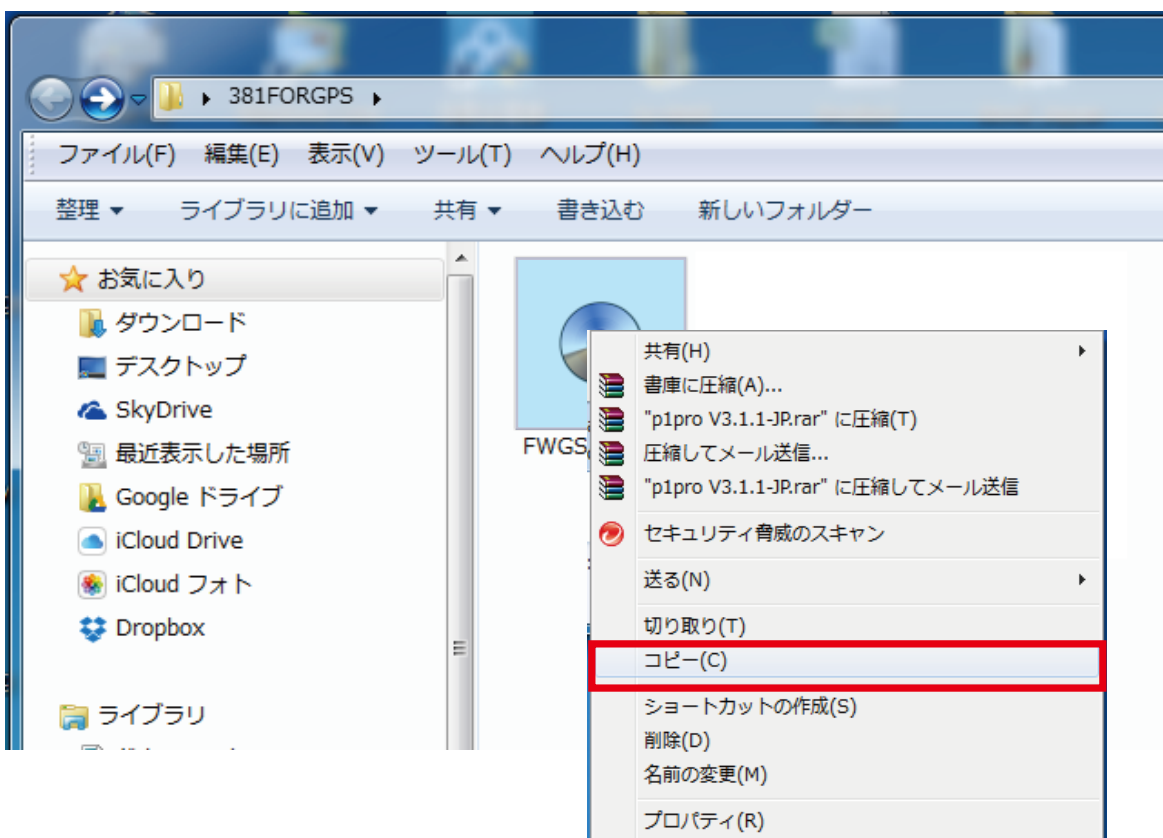 381FORGPS
ファイル(F) 編集(E) 表示(V) ツール(T) ヘルプ(H)
整理 ライブラリに追加 共有 書き込む 新しいフォルダー
お気に入り
ダウンロード
デスクトップ
SkyDrive
最近表示した場所
Google ドライブ
iCloud Drive
iCloud フォト
Dropbox
ライブラリ
FWGS
共有(H)
書庫に圧縮(A)...
"p1pro V3.1.1-JP.rar" に圧縮(T)
圧縮してメール送信...
"p1pro V3.1.1-JP.rar" に圧縮してメール送信
セキュリティ脅威のスキャン
送る(N)
切り取り(T)
コピー(C)
ショートカットの作成(S)
削除(D)
名前の変更(M)
プロパティ(R)